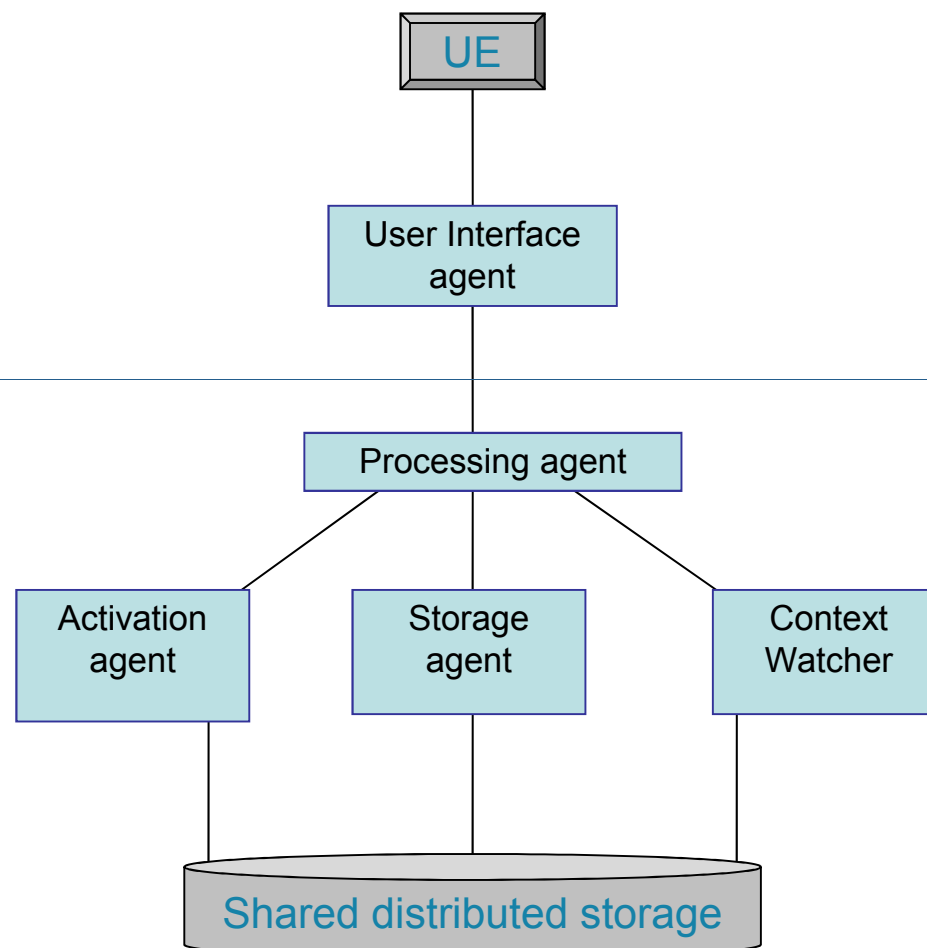 UE
User Interface
agent
Processing agent
Activation
agent
Storage
agent
Context
Watcher
Shared distributed storage